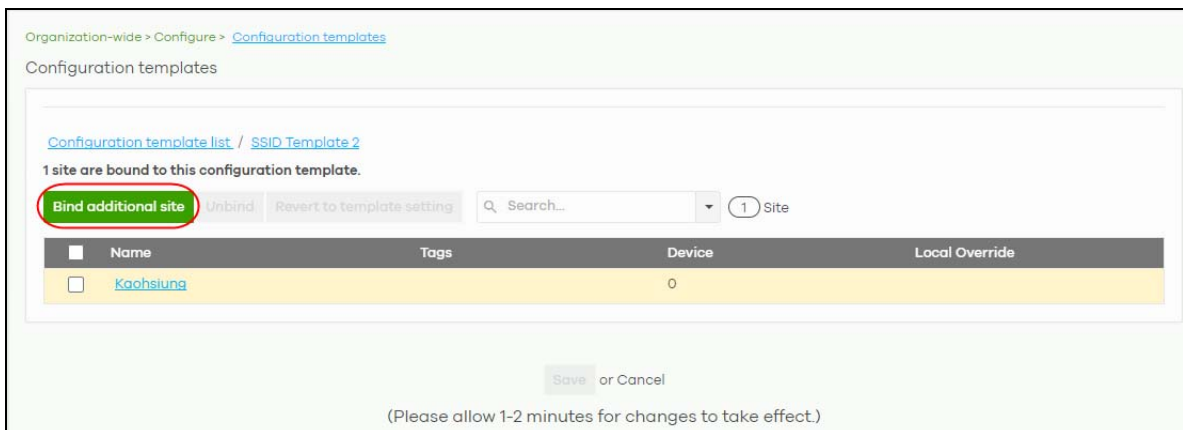 Organization-wide > Configure > Configuration templates
Configuration templates
Configuration template list / SSID Template 2
1 site are bound to this configuration template.
Bind additional site Unbind Revert to template setting Search... 1 Site
Name Tags Device Local Override
Kaohsiung 0
Save or Cancel
(Please allow 1-2 minutes for changes to take effect.)